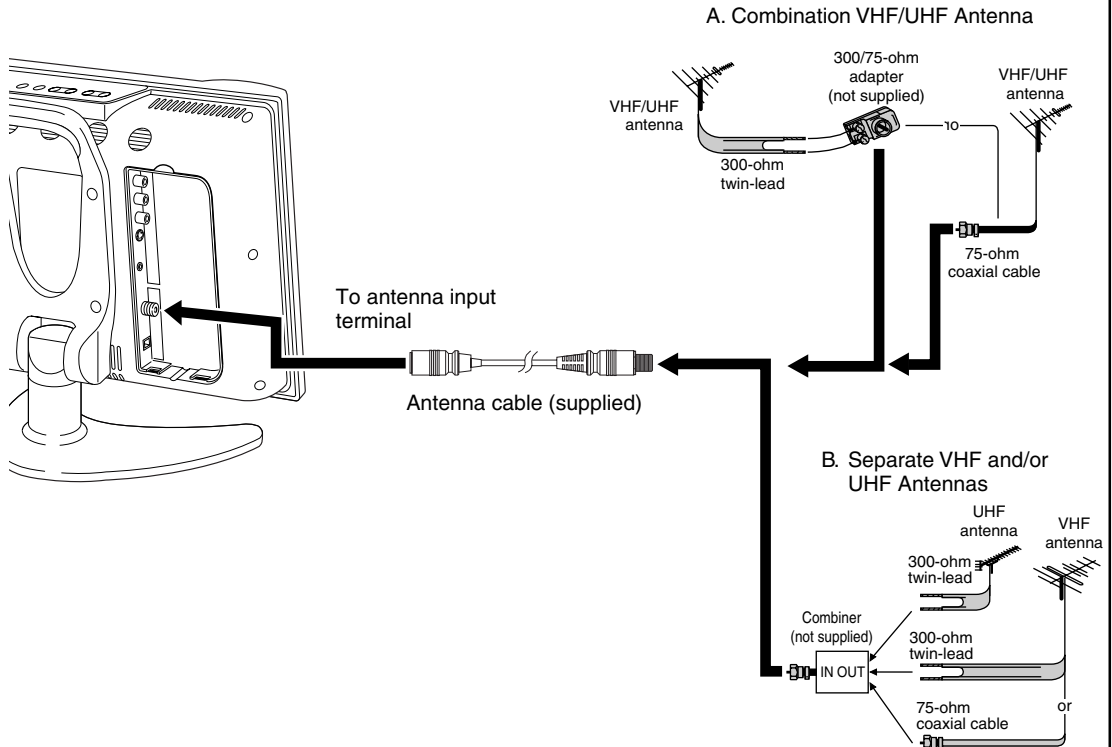 A. Combination VHF/UHF Antenna
300/75-ohm
adapter
(not supplied)
VHF/UHF
antenna
VHF/UHF
antenna
or
300-ohm
twin-lead
75-ohm
coaxial cable
To antenna input
terminal
Antenna cable (supplied)
B. Separate VHF and/or
UHF Antennas
UHF
antenna
VHF
antenna
300-ohm
twin-lead
Combiner
(not supplied)
IN OUT
300-ohm
twin-lead
75-ohm
coaxial cable
or